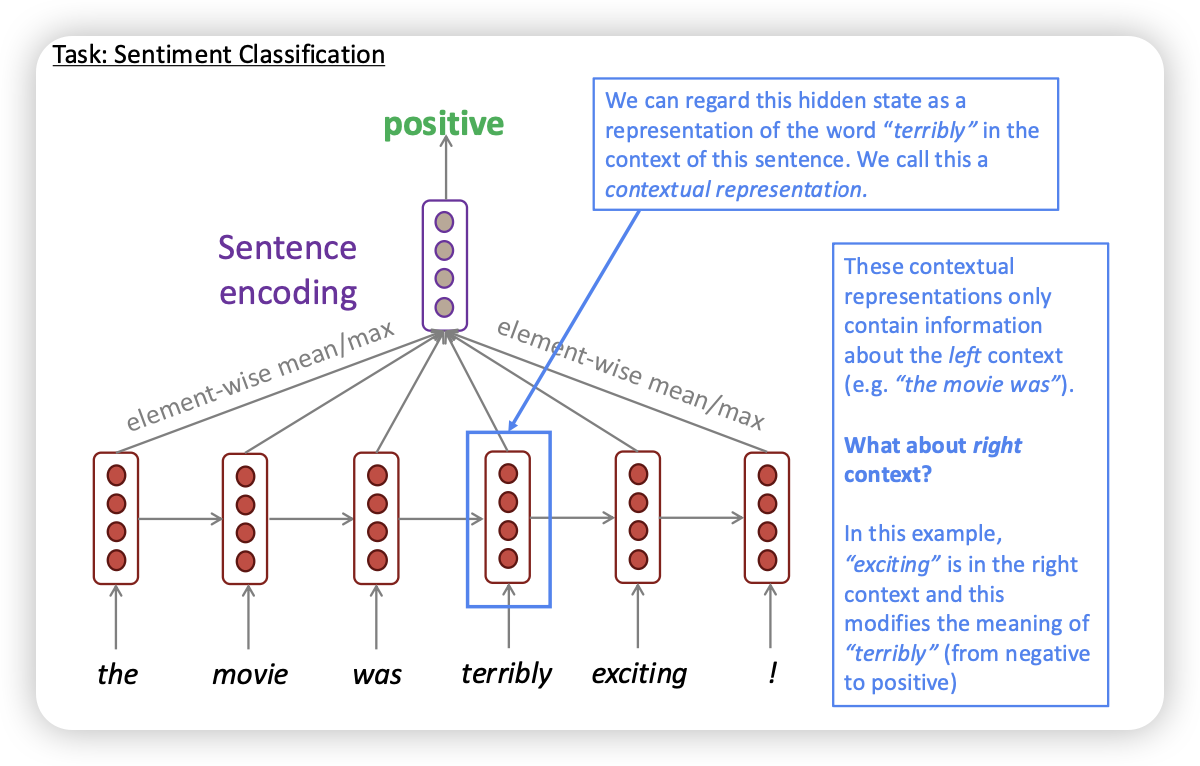 Task: Sentiment Classification
positive
We can regard this hidden state as a
representation of the word “terribly” in the
context of this sentence. We call this a
contextual representation.
Sentence
encoding
These contextual
representations only
contain information
about the left context
(e.g. “the movie was”).
What about right
context?
In this example,
“exciting” is in the right
context and this
modifies the meaning of
“terribly” (from negative
to positive)
element-wise mean/max
element-wise mean/max
the movie was terribly exciting !